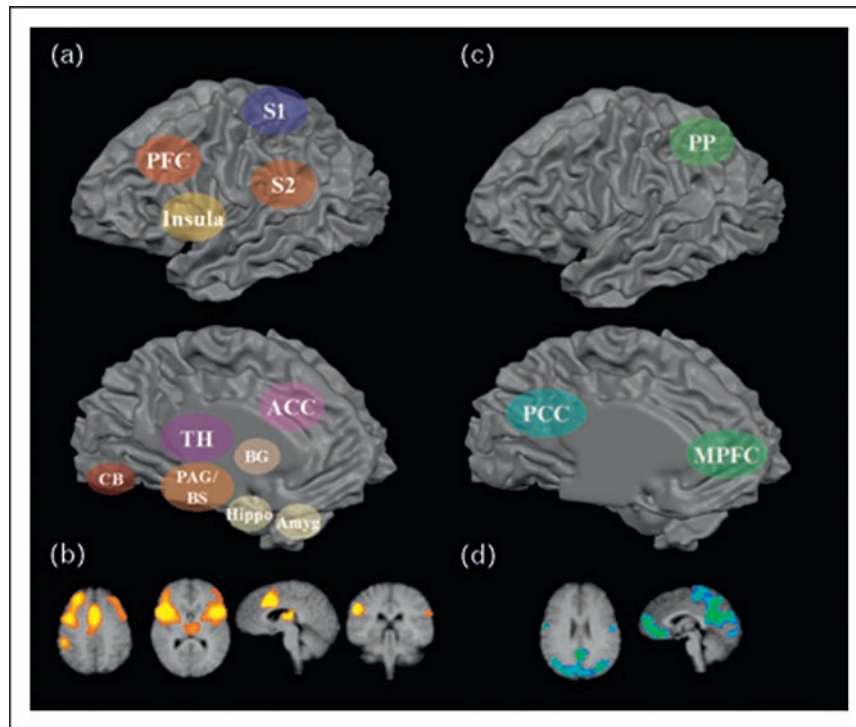 (a)
S1
PFC
S2
Insula
ACC
TH
BG
CB
PAG/
BS
Hippo
Amyg
(b)
(c)
PP
PCC
MPFC
(d)